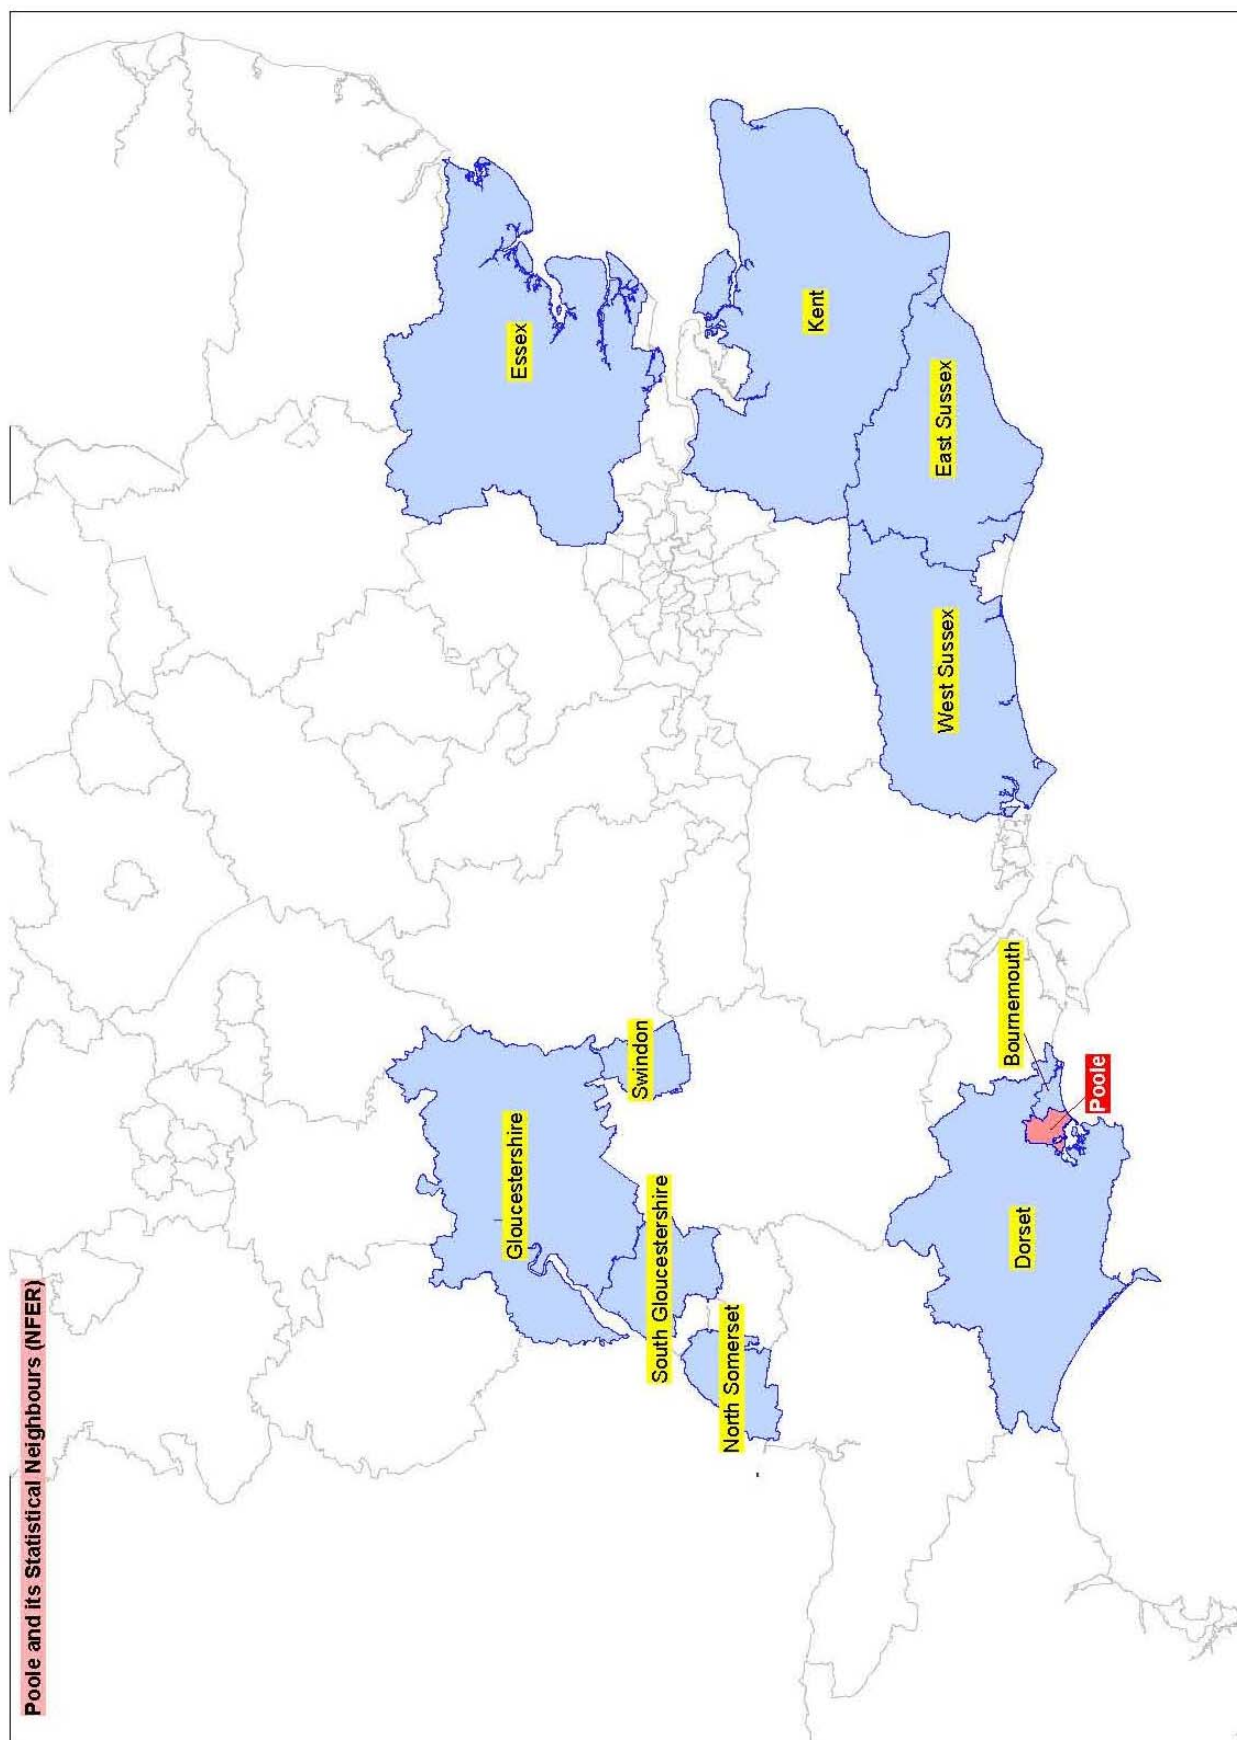 Poole and its Statistical Neighbours (NFER)
Essex
Kent
East Sussex
West Sussex
Gloucestershire
Swindon
South Gloucestershire
North Somerset
Bournemouth
Poole
Dorset